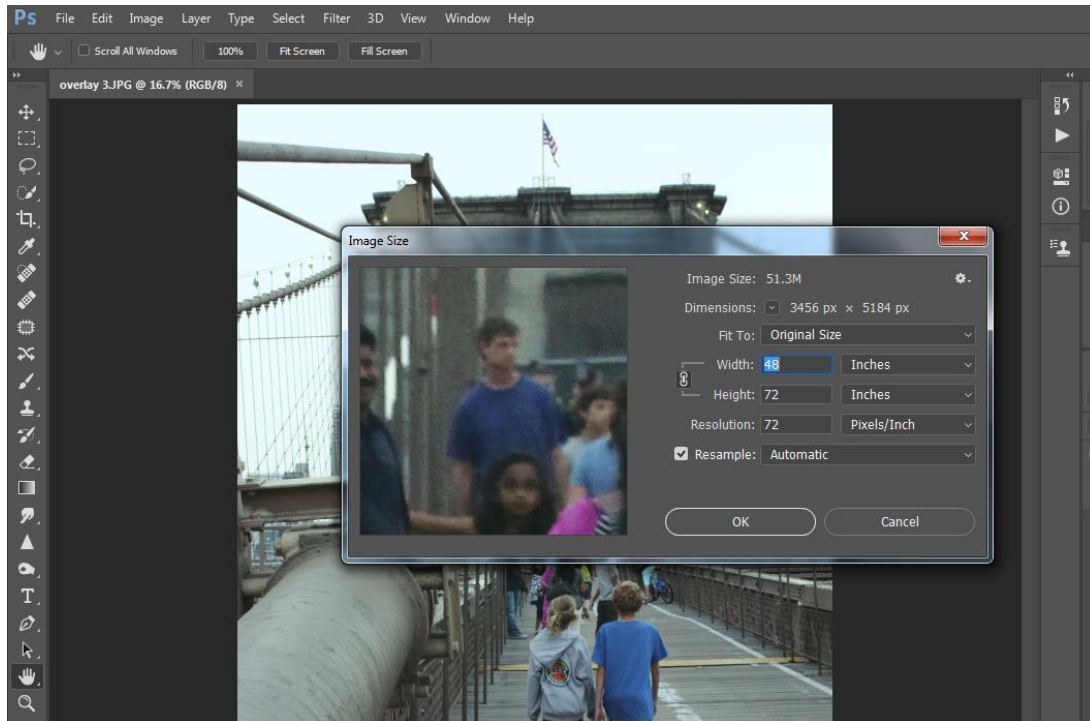 Ps File Edit Image Layer Type Select Filter 3D View Window Help
Scroll All Windows 100% Fit Screen Fill Screen
overlay 3.JPG @ 16.7% (RGB/8) ×
Image Size
Image Size: 51.3M
Dimensions: 3456 px × 5184 px
Fit To: Original Size
Width: 48 Inches
Height: 72 Inches
Resolution: 72 Pixels/Inch
Resample: Automatic
OK Cancel